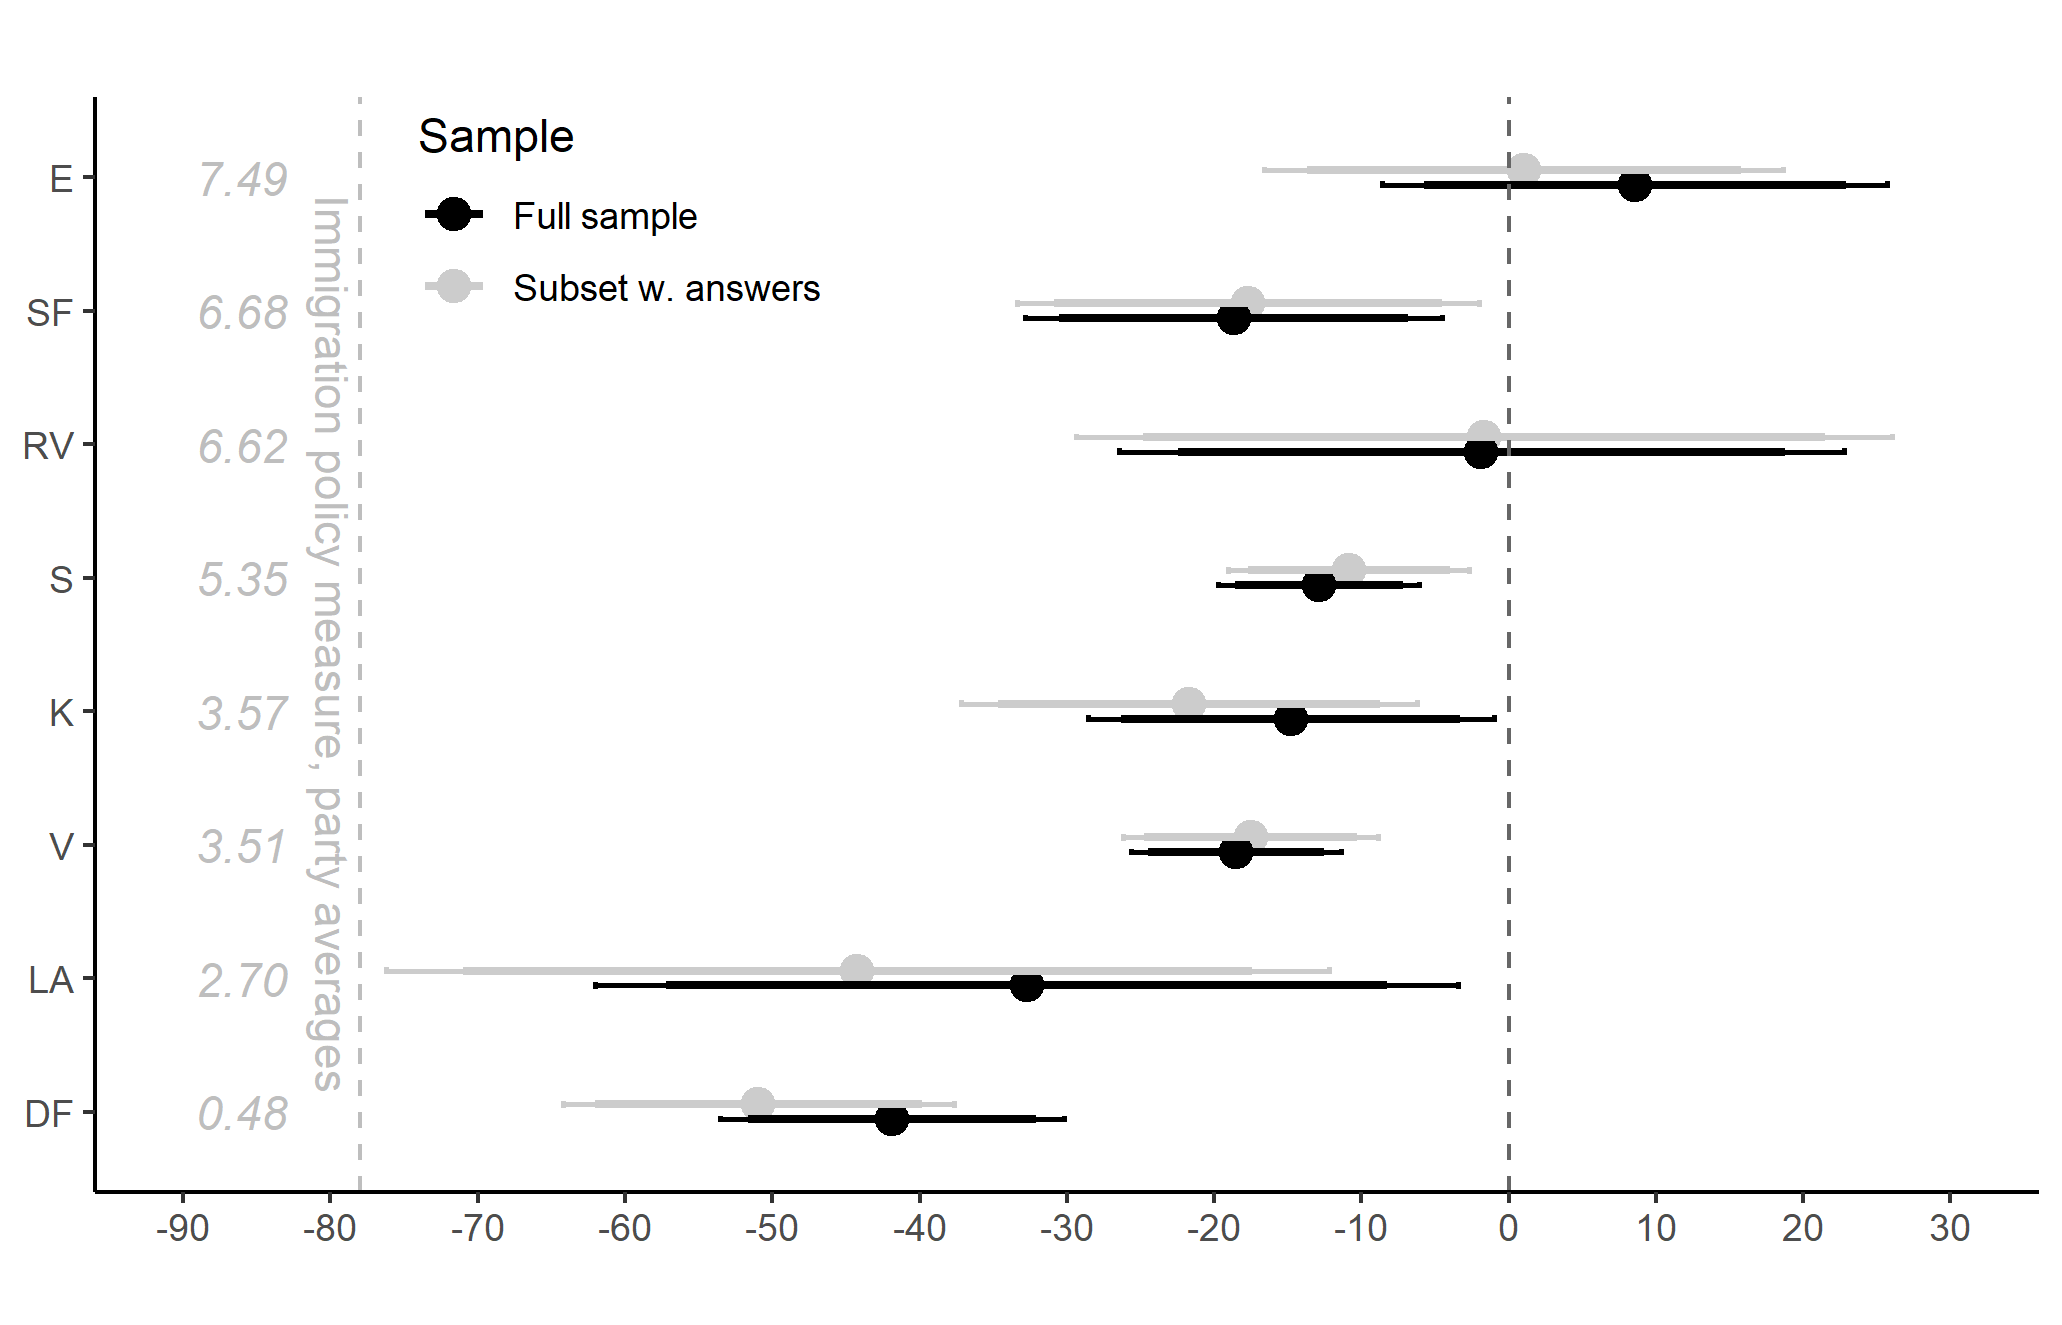 Sample
Full sample
Subset w. answers
E 7.49
SF 6.68
RV 6.62
S 5.35
K 3.57
V 3.51
LA 2.70
DF 0.48
Immigration policy measure, party averages
-90 -80 -70 -60 -50 -40 -30 -20 -10 0 10 20 30